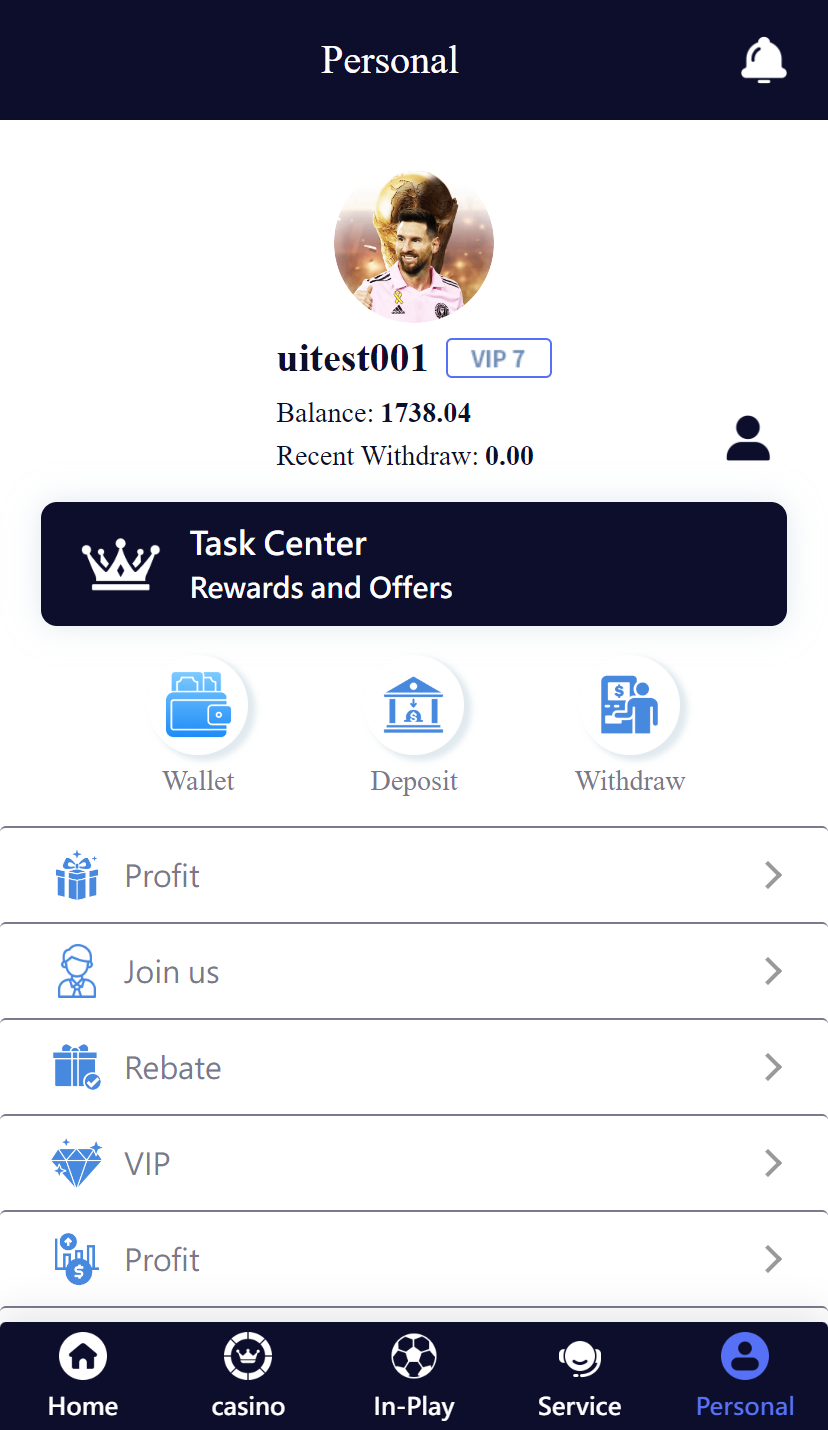 Personal
uitest001 VIP 7
Balance: 1738.04
Recent Withdraw: 0.00
Task Center
Rewards and Offers
Wallet Deposit Withdraw
Profit
Join us
Rebate
VIP
Profit
Home casino In-Play Service Personal